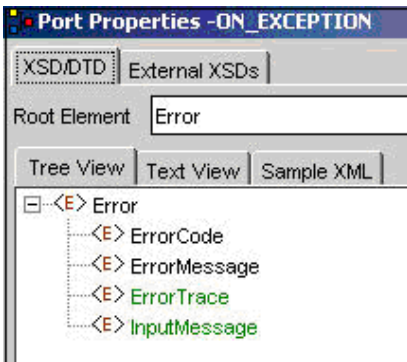 Port Properties -ON_EXCEPTION
XSD/DTD External XSDs
Root Element Error
Tree View Text View Sample XML
<E> Error
<E> ErrorCode
<E> ErrorMessage
<E> ErrorTrace
<E> InputMessage